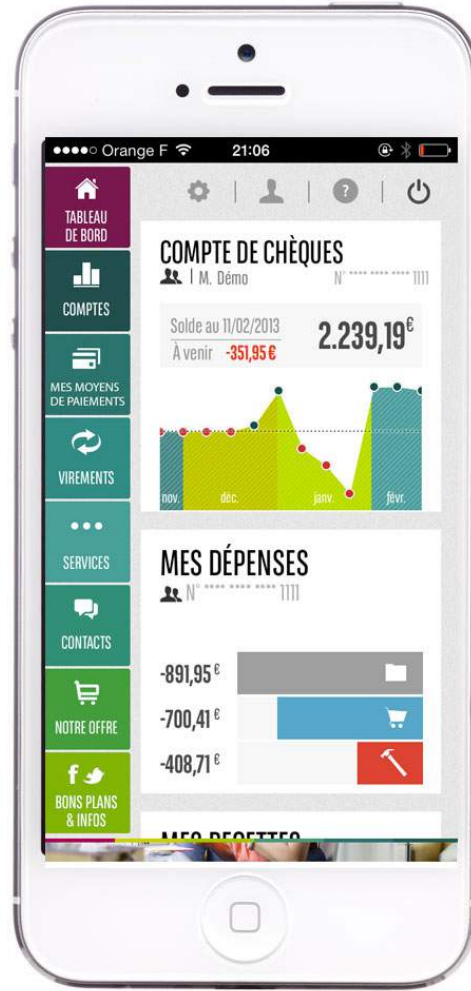 Orange F
21:06
TABLEAU
DE BORD
COMPTES
MES MOYENS
DE PAIEMENTS
VIREMENTS
SERVICES
CONTACTS
NOTRE OFFRE
BONS PLANS
& INFOS
?
COMPTE DE CHÈQUES
| M. Démo
N° **** **** **** 1111
Solde au 11/02/2013
2.239,19€
À venir -351,95 €
nov.
déc.
janv.
févr.
MES DÉPENSES
N° **** **** **** 1111
-891,95 €
-700,41 €
-408,71 €
MES RECETTES